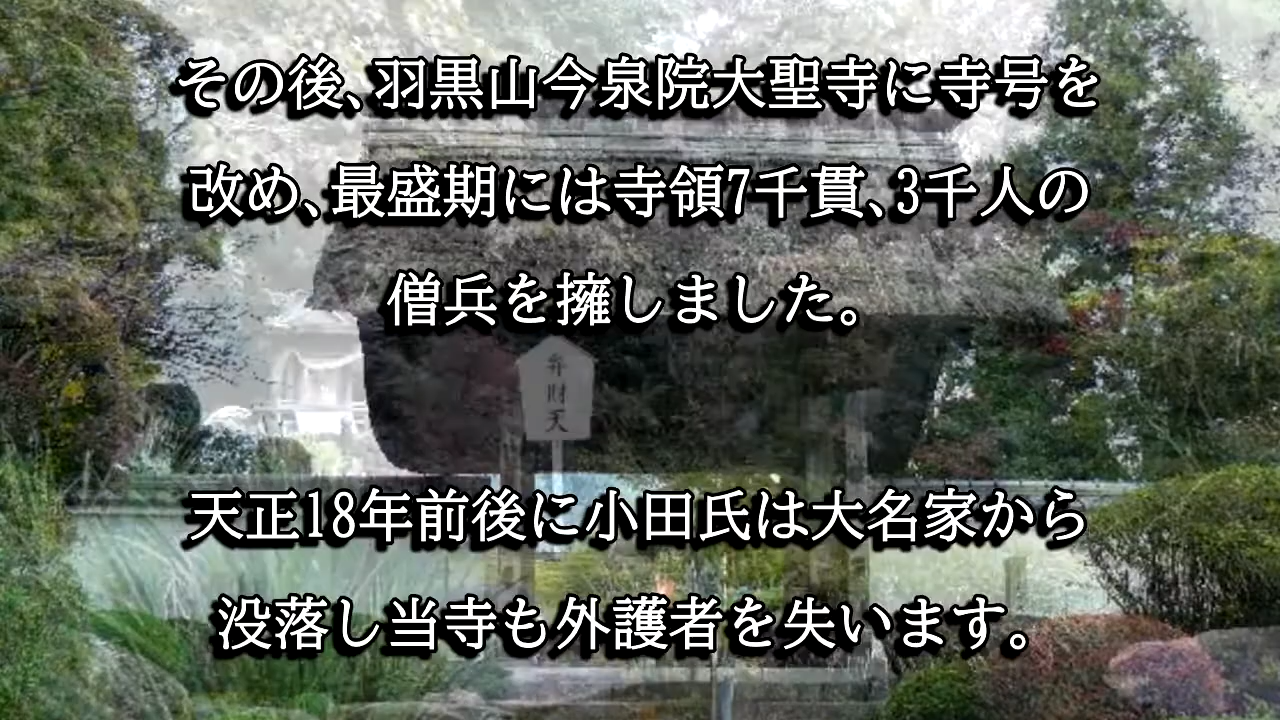 その後、羽黒山今泉院大聖寺に寺号を
改め、最盛期には寺領7千貫、3千人の
僧兵を擁しました。
弁財天
天正18年前後に小田氏は大名家から
没落し当寺も外護者を失います。